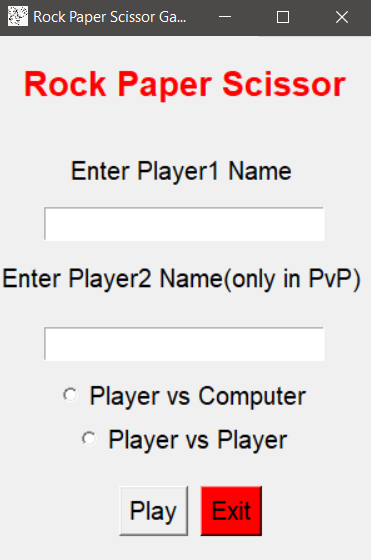 Rock Paper Scissor Ga...
Rock Paper Scissor
Enter Player1 Name
Enter Player2 Name(only in PvP)
Player vs Computer
Player vs Player
Play Exit